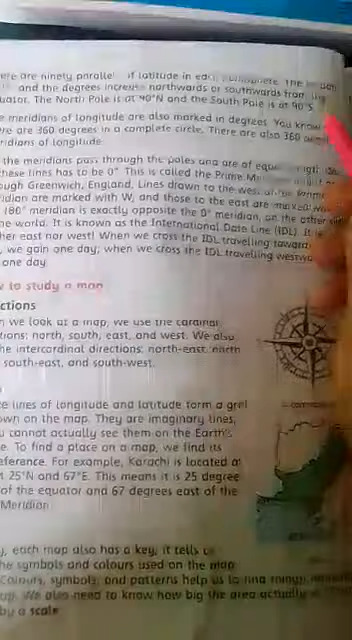 ere are ninety parallel of latitude in each hemisphere. The
and the degrees increase northwards or southwards from the
uator. The North Pole is at 90°N and the South Pole is at 90°S.
e meridians of longitude are also marked in degrees. You know
re are 360 degrees in a complete circle. There are also 360
ridians of longitude.
the meridians pass through the poles and are of equal
these lines has to be 0° This is called the Prime
ough Greenwich, England. Lines drawn to the west of the Prime
idian are marked with W, and those to the east are marked with
180° meridian is exactly opposite the 0° meridian, on the other
he world. It is known as the International Date Line (IDL). It is
her east nor west! When we cross the IDL travelling
, we gain one day; when we cross the IDL travelling
one day
w to study a map
ctions
n we look at a map, we use the cardinal
tions: north, south, east, and west. We also
he intercardinal directions: north-east, north
south-east, and south-west.
e lines of longitude and latitude form a grid
own on the map. They are imaginary lines,
u cannot actually see them on the Earth's
e. To find a place on a map, we find its
eference. For example, Karachi is located at
25°N and 67°E. This means it is 25 degree
of the equator and 67 degrees east of the
Meridian
y, each map also has a key, it tells us
he symbols and colours used on the map
Colours, symbols, and patterns help us to find things
ap. We also need to know how big the area actually is
by a scale